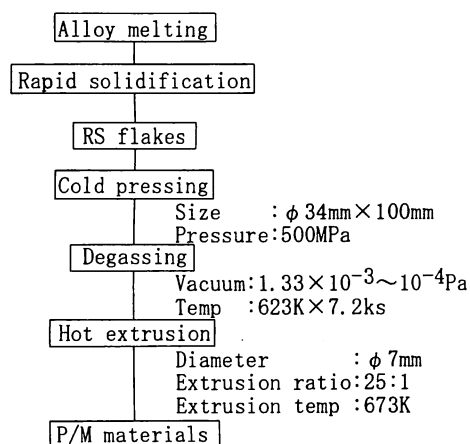 Alloy melting
Rapid solidification
RS flakes
Cold pressing
Size :φ34mm×100mm
Pressure:500MPa
Degassing
Vacuum:1.33×10⁻³~10⁻⁴Pa
Temp :623K×7.2ks
Hot extrusion
Diameter :φ7mm
Extrusion ratio:25:1
Extrusion temp :673K
P/M materials